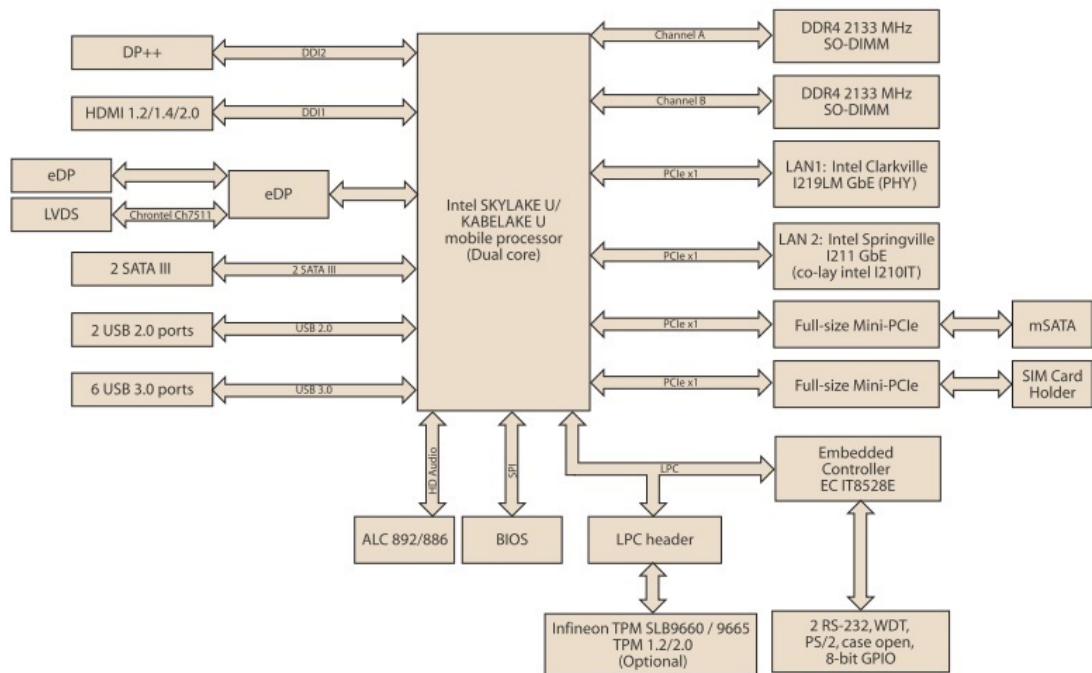 DP++
DDI2
HDMI 1.2/1.4/2.0
DDI1
eDP
LVDS
Chrontel Ch7511
eDP
2 SATA III
2 SATA III
2 USB 2.0 ports
USB 2.0
6 USB 3.0 ports
USB 3.0
Intel SKYLAKE U/
KABELAKE U
mobile processor
(Dual core)
Channel A
DDR4 2133 MHz
SO-DIMM
Channel B
DDR4 2133 MHz
SO-DIMM
PCIe x1
LAN1: Intel Clarkville
I219LM GbE (PHY)
PCIe x1
LAN 2: Intel Springville
I211 GbE
(co-lay intel I210IT)
PCIe x1
Full-size Mini-PCIe
mSATA
PCIe x1
Full-size Mini-PCIe
SIM Card
Holder
HD Audio
SPI
LPC
Embedded
Controller
EC IT8528E
ALC 892/886
BIOS
LPC header
Infineon TPM SLB9660 / 9665
TPM 1.2/2.0
(Optional)
2 RS-232, WDT,
PS/2, case open,
8-bit GPIO